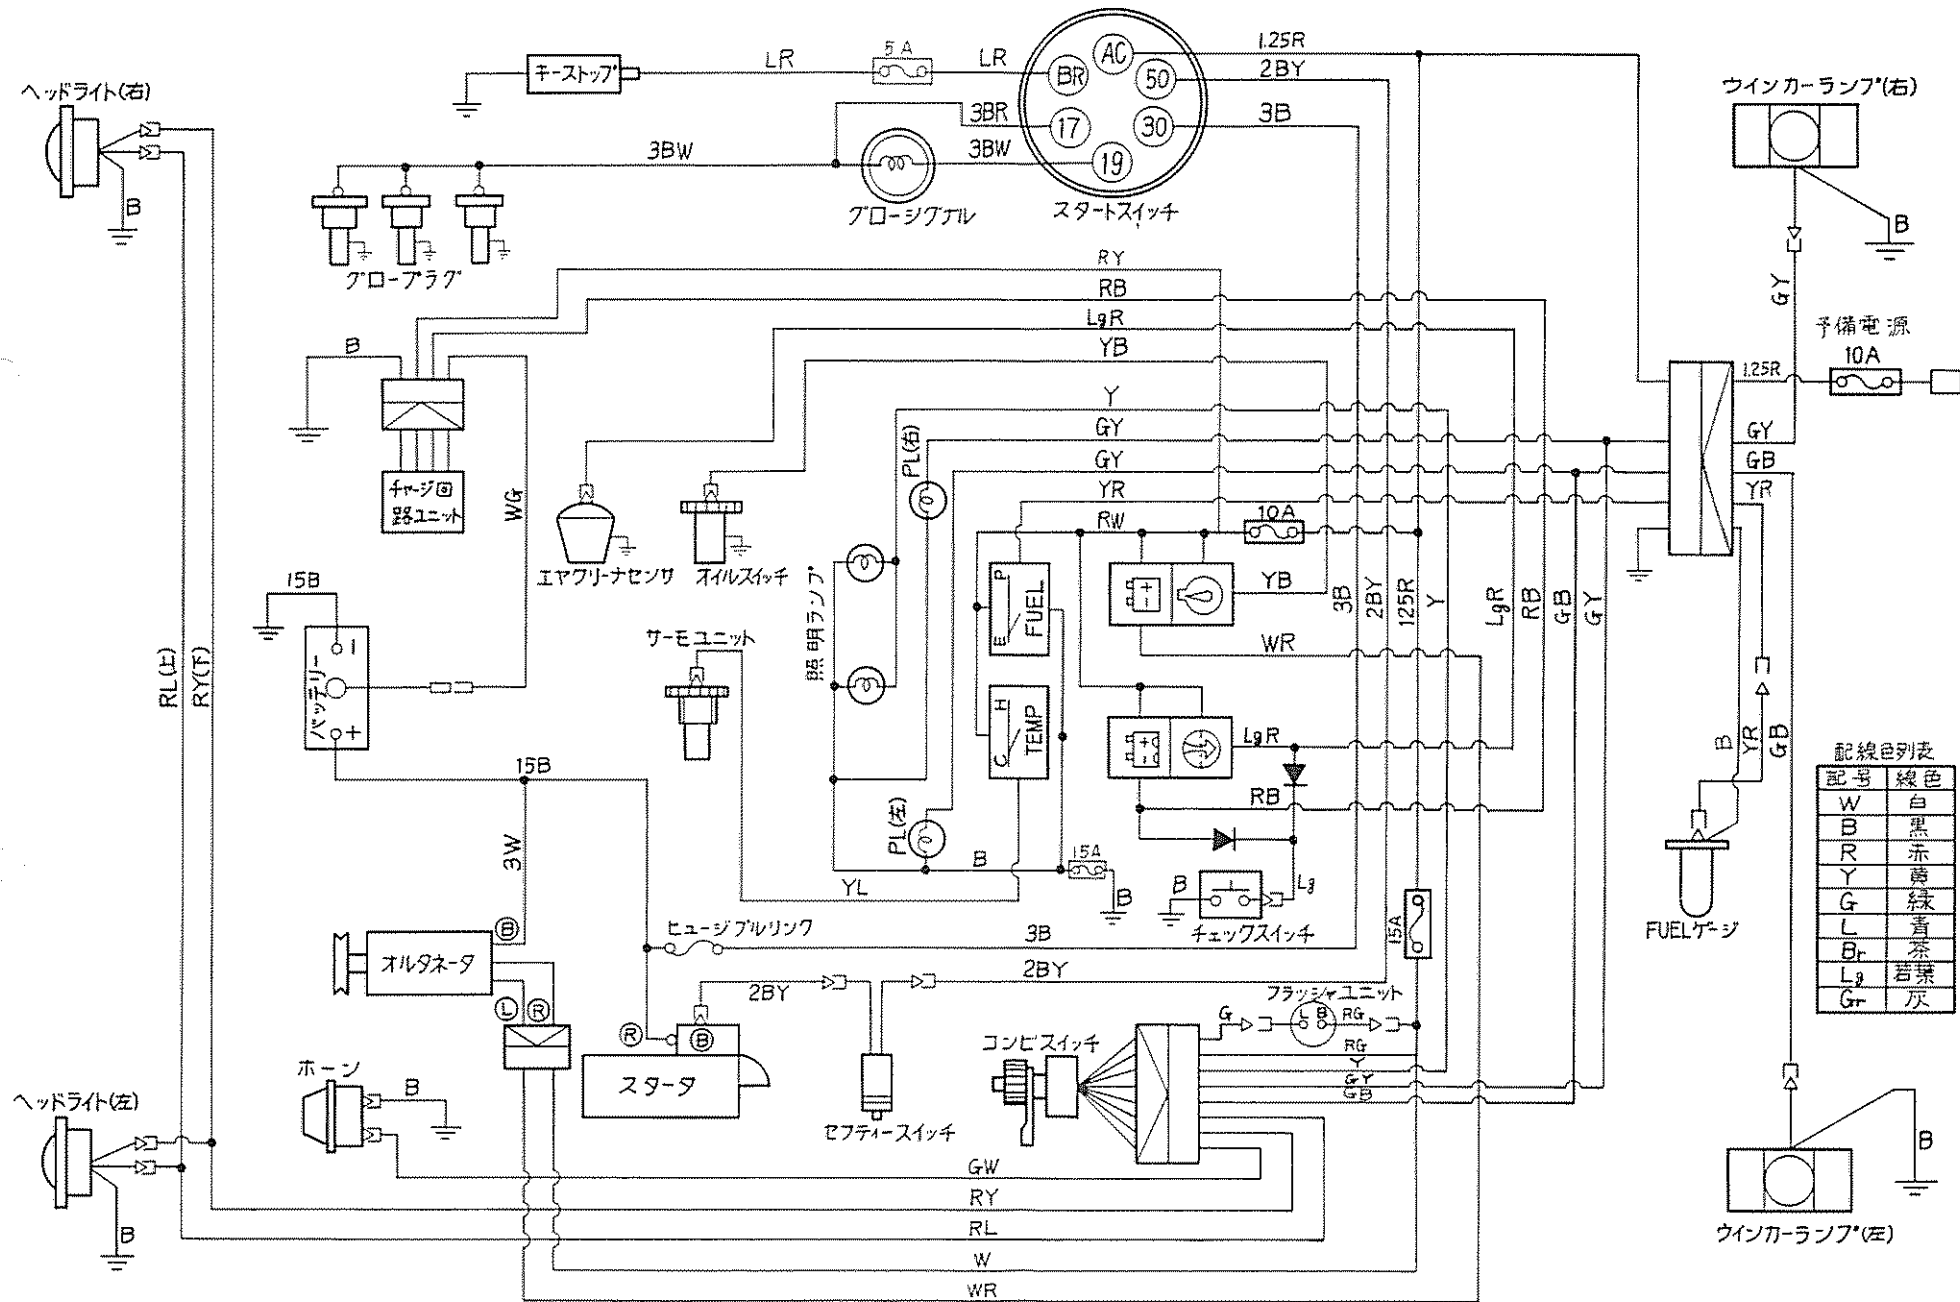 ヘッドライト(右)
B
キーストップ
LR
5A
LR
BR
AC
50
17
30
19
スタートスイッチ
1.25R
2BY
3B
3BR
3BW
3BW
グローシグナル
グロープラグ
ウインカーランプ(右)
B
GY
予備電源
10A
1.25R
GY
GB
YR
RY
RB
LgR
YB
Y
GY
GY
YR
RW
10A
B
チャージ回
路ユニット
WG
エヤクリーナセンサ
オイルスイッチ
PL(右)
照明ランプ
サーモユニット
E P
FUEL
C H
TEMP
YB
WR
LgR
RB
3B
2BY
125R
Y
LgR
RB
GB
GY
15B
バッテリー
－
＋
15B
3W
RL(上)
RY(下)
PL(左)
B
15A
B
YL
B
Lg
チェックスイッチ
15A
B
YR
GB
FUELゲージ
配線色列表
記号 線色
W 白
B 黒
R 赤
Y 黄
G 緑
L 青
Br 茶
Lg 若葉
Gr 灰
ヒュージブルリンク
3B
オルタネータ
B
L
R
2BY
2BY
R
B
スタータ
セフティースイッチ
コンビスイッチ
フラッシャユニット
G
L B
RG
RG
Y
GY
GB
ホーン
B
ヘッドライト(左)
B
GW
RY
RL
W
WR
B
ウインカーランプ(左)